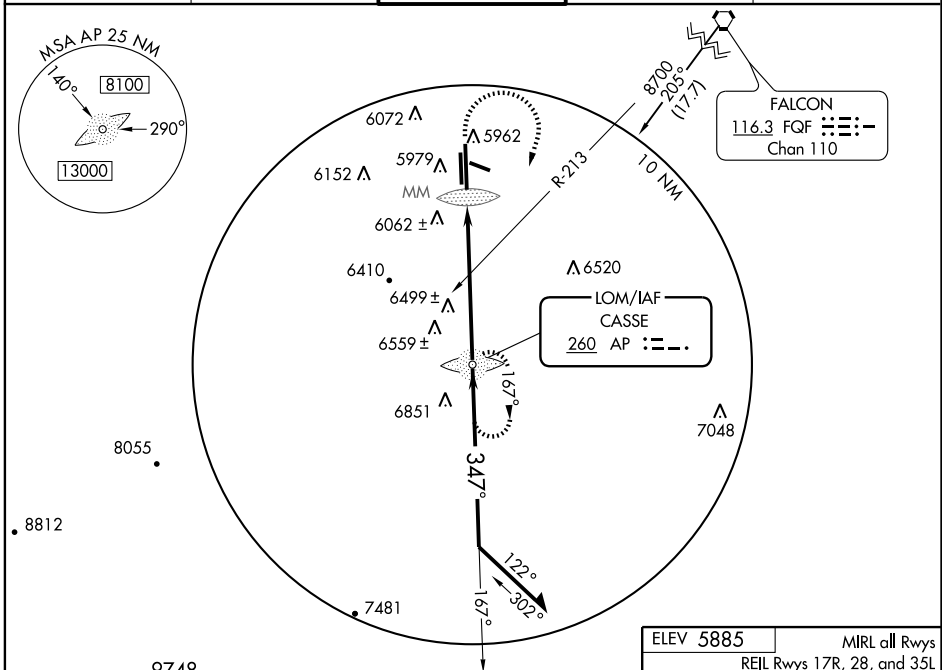 MSA AP 25 NM
140°
8100
290°
13000
8700
205°
(17.7)
FALCON
116.3 FQF
Chan 110
R-213
10 NM
6072
5962
5979
6152
MM
6062 ±
6410
6499 ±
6520
6559 ±
LOM/IAF
CASSE
260 AP
167°
6851
7048
8055
347°
8812
122°
302°
167°
7481
ELEV 5885
MIRL all Rwys
REIL Rwys 17R, 28, and 35L
9748